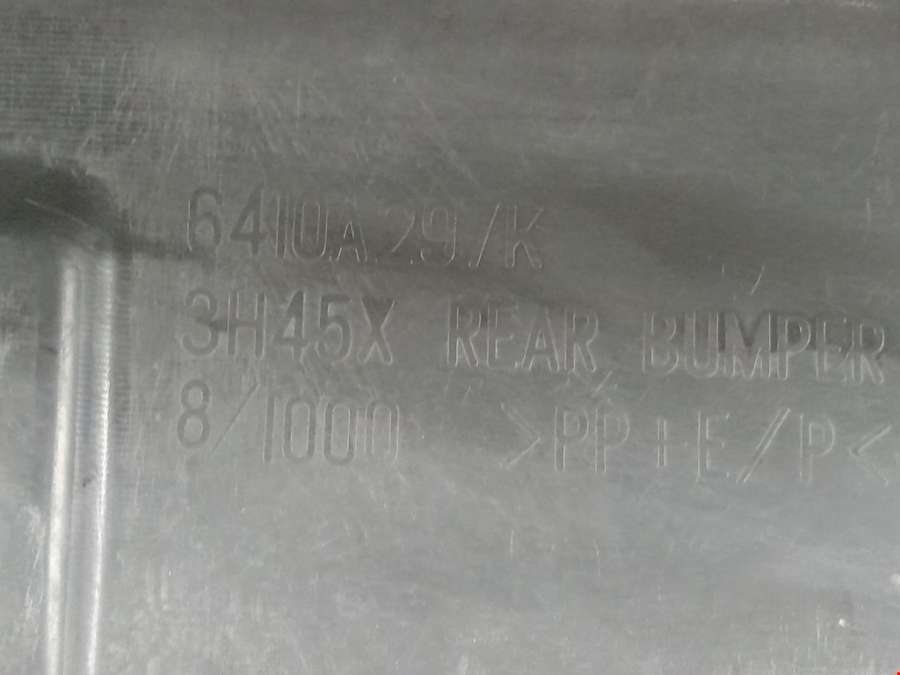 6410A29/K
3H45X REAR BUMPER
8/1000 >PP+E/P<